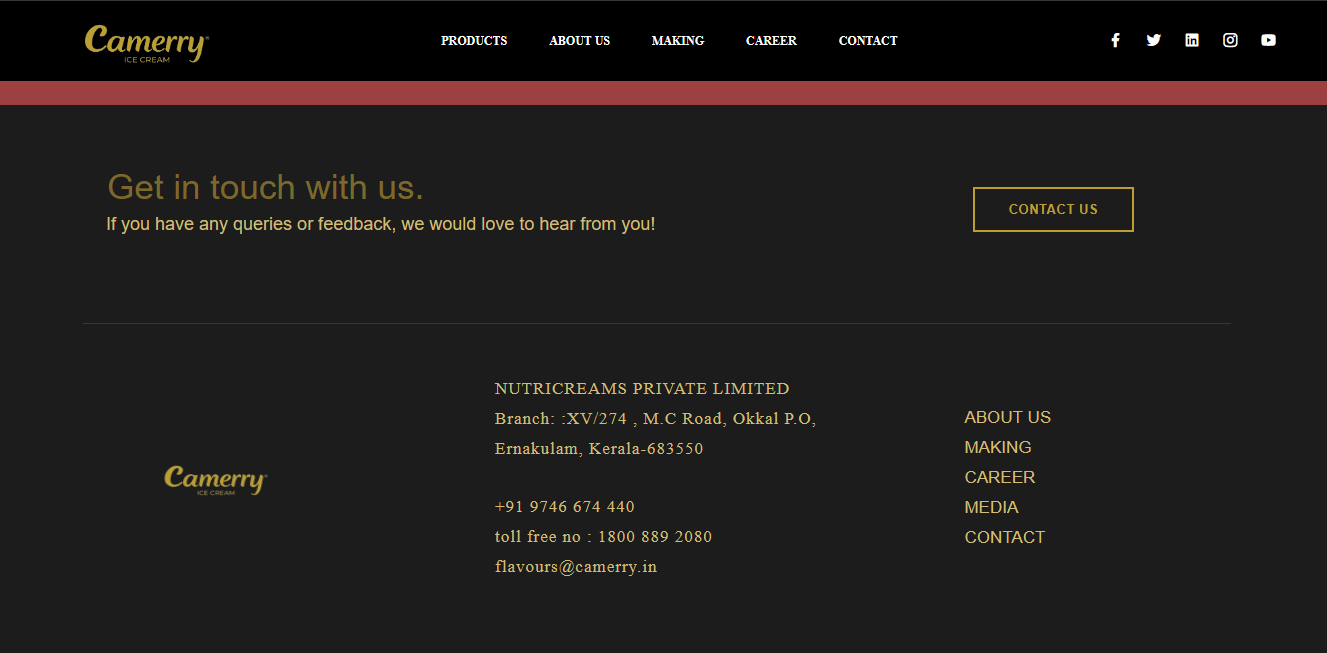 Camerry
ICE CREAM
PRODUCTS ABOUT US MAKING CAREER CONTACT
Get in touch with us.
If you have any queries or feedback, we would love to hear from you!
CONTACT US
NUTRICREAMS PRIVATE LIMITED
Branch: :XV/274 , M.C Road, Okkal P.O,
Ernakulam, Kerala-683550
+91 9746 674 440
toll free no : 1800 889 2080
flavours@camerry.in
Camerry
ICE CREAM
ABOUT US
MAKING
CAREER
MEDIA
CONTACT